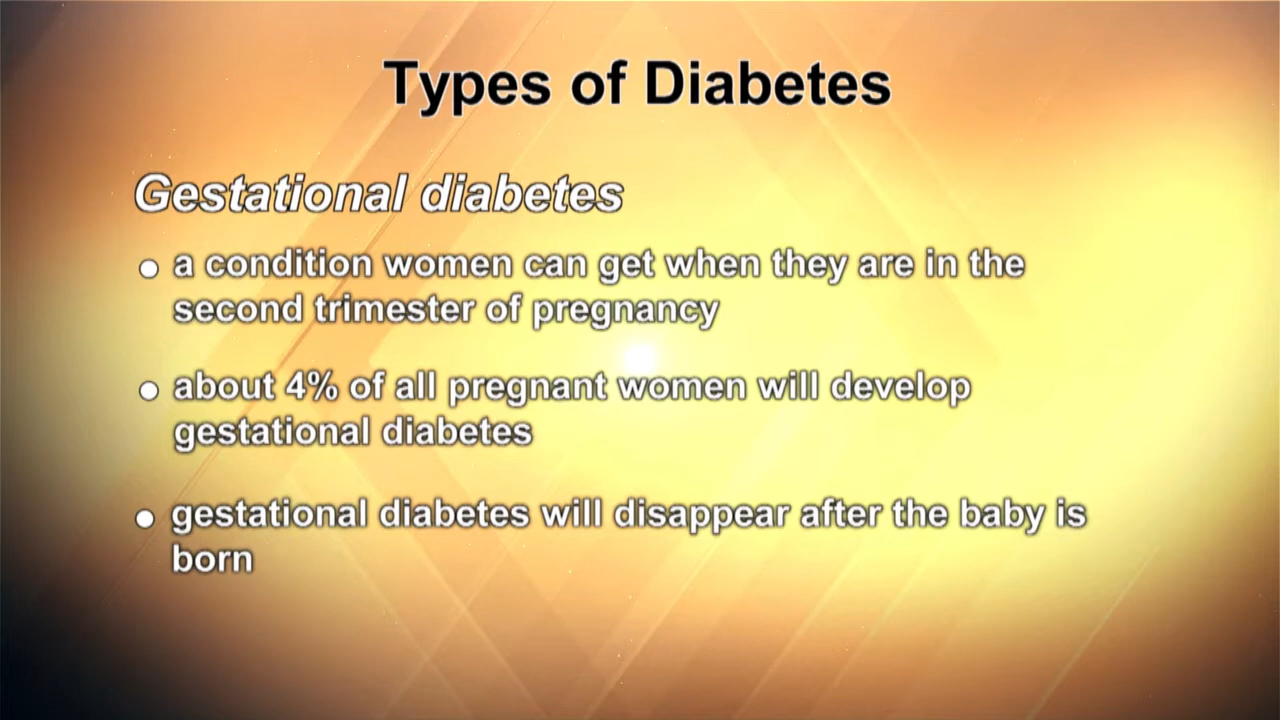 Types of Diabetes
Gestational diabetes
a condition women can get when they are in the
second trimester of pregnancy
about 4% of all pregnant women will develop
gestational diabetes
gestational diabetes will disappear after the baby is
born